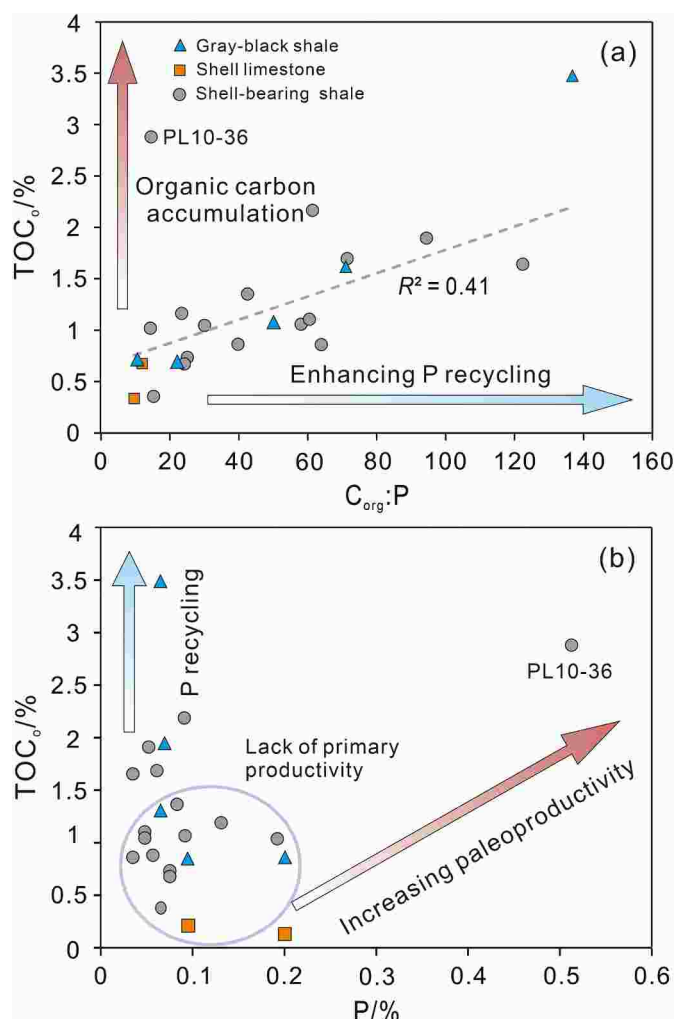 4
3.5
3
2.5
2
1.5
1
0.5
0
TOCₒ/%
Gray-black shale
Shell limestone
Shell-bearing shale
(a)
PL10-36
Organic carbon
accumulation
R² = 0.41
Enhancing P recycling
0 20 40 60 80 100 120 140 160
C_org:P
4
3.5
3
2.5
2
1.5
1
0.5
0
TOCₒ/%
(b)
P recycling
PL10-36
Lack of primary
productivity
Increasing paleoproductivity
0 0.1 0.2 0.3 0.4 0.5 0.6
P/%